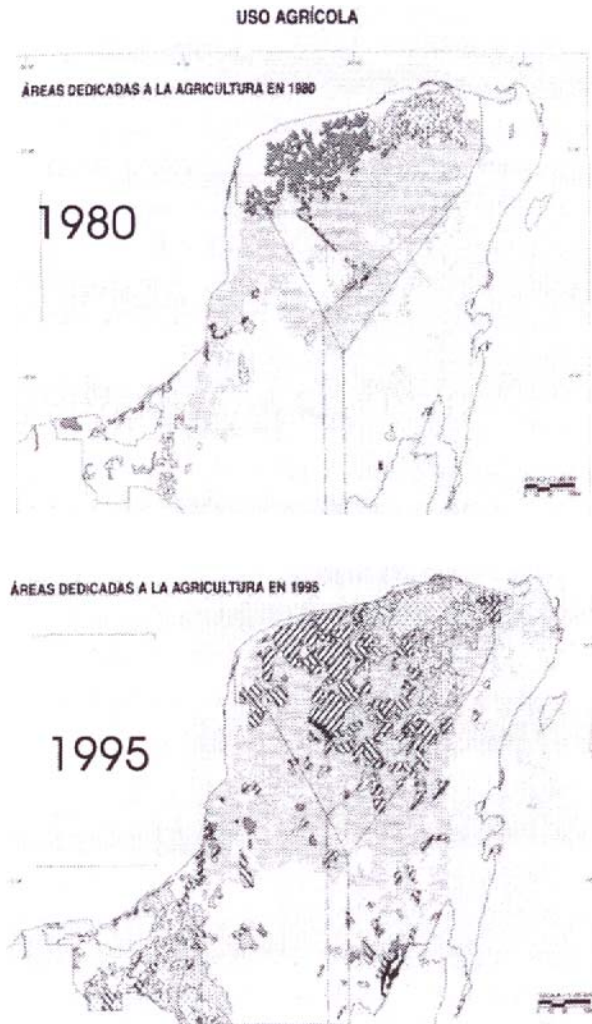 USO AGRÍCOLA
ÁREAS DEDICADAS A LA AGRICULTURA EN 1980
1980
ÁREAS DEDICADAS A LA AGRICULTURA EN 1995
1995